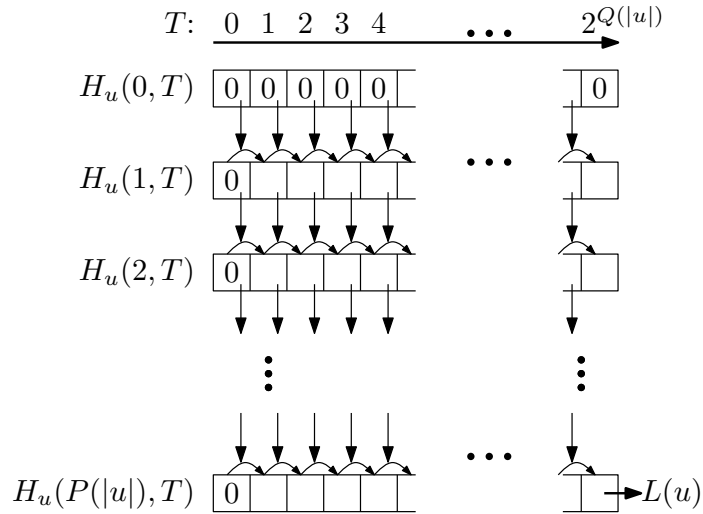 T: 0 1 2 3 4 ••• 2^{Q(|u|)}
H_u(0, T) 0 0 0 0 0 0
H_u(1, T) 0 •••
H_u(2, T) 0
H_u(P(|u|), T) 0 ••• L(u)